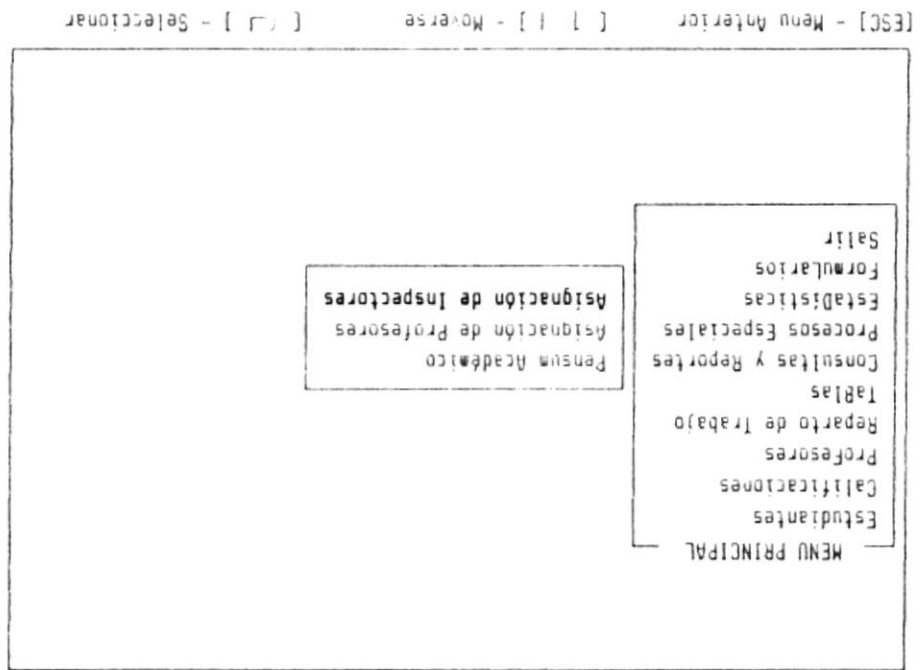 MENU PRINCIPAL
Estudiantes
Calificaciones
ProFesores
Reparto de Trabajo
TaBlas
Consultas y Reportes
Procesos Especiales
EstaDisticas
Formularios
Salir
Pensum Académico
Asignación de Profesores
Asignación de Inspectores
[ESC] - Menu Anterior [ ] [ ] - Moverse [ ] - Seleccionar